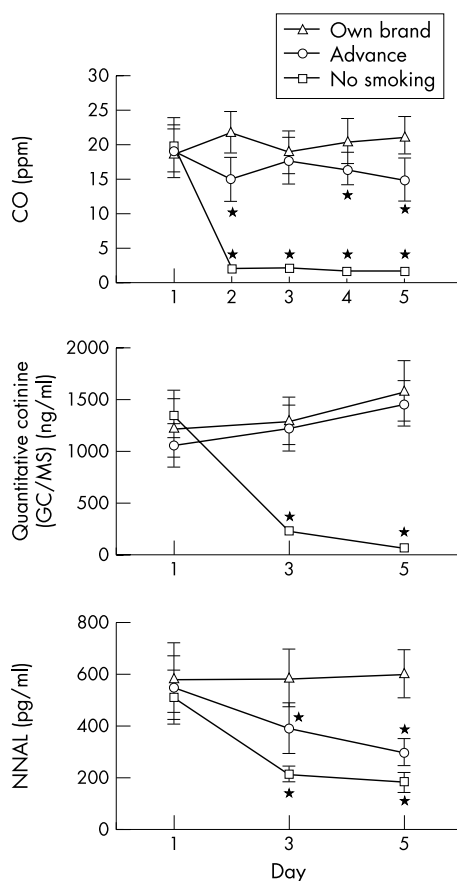 Own brand
Advance
No smoking
30
25
20
15
10
5
0
CO (ppm)
1 2 3 4 5
2000
1500
1000
500
0
Quantitative cotinine
(GC/MS) (ng/ml)
1 3 5
800
600
400
200
0
NNAL (pg/ml)
1 3 5
Day